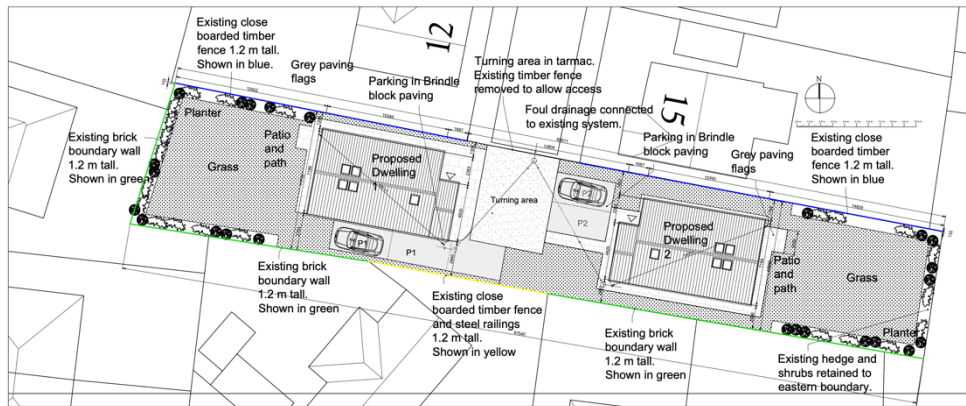 Existing close
boarded timber
fence 1.2 m tall.
Shown in blue.
Grey paving
flags
12
Parking in Brindle
block paving
Turning area in tarmac.
Existing timber fence
removed to allow access
Foul drainage connected
to existing system.
15
N
Parking in Brindle
block paving
Grey paving
flags
Existing close
boarded timber
fence 1.2 m tall.
Shown in blue
Existing brick
boundary wall
1.2 m tall.
Shown in green
Planter
Grass
Patio
and
path
Proposed
Dwelling
1
P1
P1
Turning area
P2
P2
Proposed
Dwelling
2
Patio
and
path
Grass
Planter
Existing brick
boundary wall
1.2 m tall.
Shown in green
Existing close
boarded timber fence
and steel railings
1.2 m tall.
Shown in yellow
Existing brick
boundary wall
1.2 m tall.
Shown in green
Existing hedge and
shrubs retained to
eastern boundary.